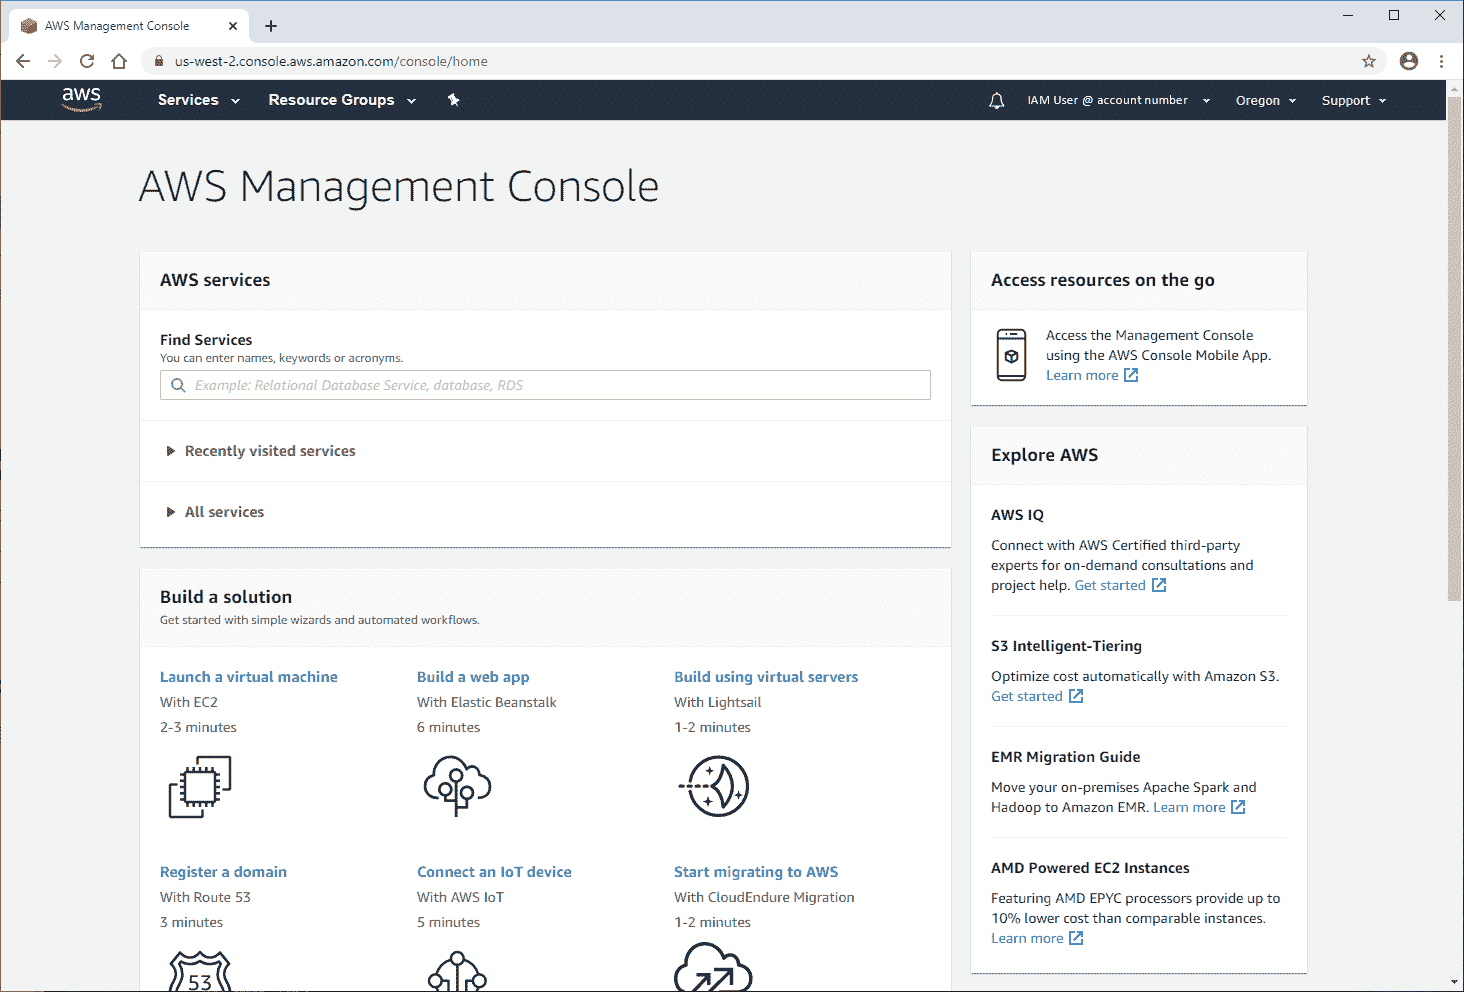 AWS Management Console
us-west-2.console.aws.amazon.com/console/home
aws Services Resource Groups IAM User @ account number Oregon Support
AWS Management Console
AWS services
Find Services
You can enter names, keywords or acronyms.
Example: Relational Database Service, database, RDS
Recently visited services
All services
Build a solution
Get started with simple wizards and automated workflows.
Launch a virtual machine
With EC2
2-3 minutes
Build a web app
With Elastic Beanstalk
6 minutes
Build using virtual servers
With Lightsail
1-2 minutes
Register a domain
With Route 53
3 minutes
53
Connect an IoT device
With AWS IoT
5 minutes
Start migrating to AWS
With CloudEndure Migration
1-2 minutes
Access resources on the go
Access the Management Console
using the AWS Console Mobile App.
Learn more
Explore AWS
AWS IQ
Connect with AWS Certified third-party
experts for on-demand consultations and
project help. Get started
S3 Intelligent-Tiering
Optimize cost automatically with Amazon S3.
Get started
EMR Migration Guide
Move your on-premises Apache Spark and
Hadoop to Amazon EMR. Learn more
AMD Powered EC2 Instances
Featuring AMD EPYC processors provide up to
10% lower cost than comparable instances.
Learn more